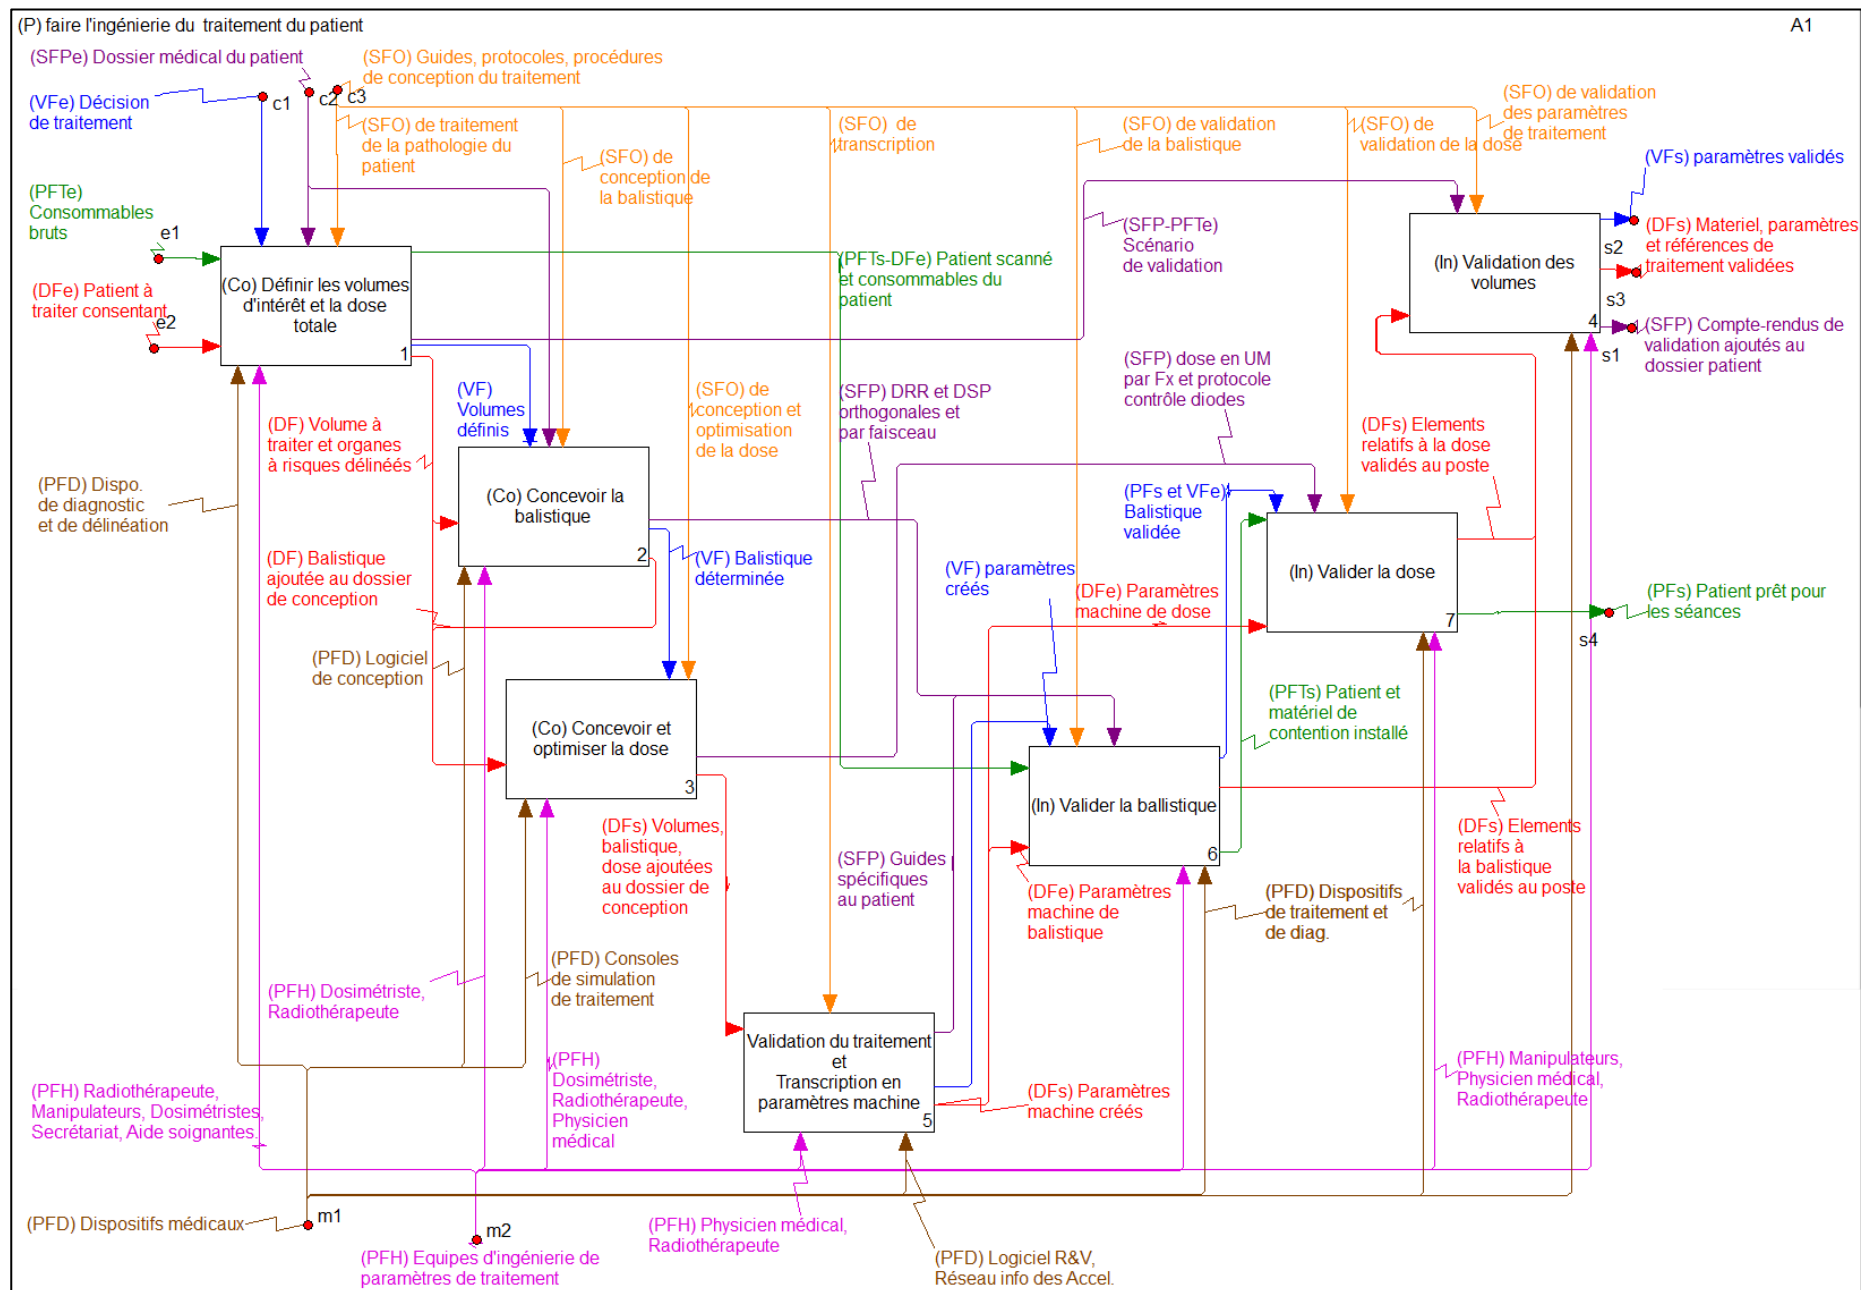 (P) faire l'ingénierie du traitement du patient
A1
(SFPe) Dossier médical du patient
(SFO) Guides, protocoles, procédures
de conception du traitement
(VFe) Décision
de traitement
c1
c2
c3
(SFO) de traitement
de la pathologie du
patient
(SFO) de
conception de
la balistique
(SFO) de
transcription
(SFO) de validation
de la balistique
(SFO) de
validation de la dose
(SFO) de validation
des paramètres
de traitement
(VFs) paramètres validés
(PFTe)
Consommables
bruts
e1
(DFe) Patient à
traiter consentant
e2
(Co) Définir les volumes
d'intérêt et la dose
totale
1
(PFTs-DFe) Patient scanné
et consommables du
patient
(SFP-PFTe)
Scénario
de validation
(In) Validation des
volumes
4
s2
s3
s1
(DFs) Materiel, paramètres
et références de
traitement validées
(SFP) Compte-rendus de
validation ajoutés au
dossier patient
(VF)
Volumes
définis
(SFO) de
conception et
optimisation
de la dose
(SFP) DRR et DSP
orthogonales et
par faisceau
(SFP) dose en UM
par Fx et protocole
contrôle diodes
(DF) Volume à
traiter et organes
à risques délinéés
(DFs) Elements
relatifs à la dose
validés au poste
(PFD) Dispo.
de diagnostic
et de délinéation
(Co) Concevoir la
balistique
2
(PFs et VFe)
Balistique
validée
(DF) Balistique
ajoutée au dossier
de conception
(VF) Balistique
déterminée
(VF) paramètres
créés
(DFe) Paramètres
machine de dose
(In) Valider la dose
7
(PFs) Patient prêt pour
les séances
s4
(PFD) Logiciel
de conception
(Co) Concevoir et
optimiser la dose
3
(PFTs) Patient et
matériel de
contention installé
(In) Valider la ballistique
6
(DFs) Volumes,
balistique,
dose ajoutées
au dossier de
conception
(SFP) Guides
spécifiques
au patient
(DFe) Paramètres
machine de
balistique
(PFD) Dispositifs
de traitement et
de diag.
(DFs) Elements
relatifs à
la balistique
validés au poste
(PFD) Consoles
de simulation
de traitement
(PFH) Dosimétriste,
Radiothérapeute
Validation du traitement
et
Transcription en
paramètres machine
5
(DFs) Paramètres
machine créés
(PFH) Radiothérapeute,
Manipulateurs, Dosimétristes,
Secrétariat, Aide soignantes.
(PFH)
Dosimétriste,
Radiothérapeute,
Physicien
médical
(PFH) Manipulateurs,
Physicien médical,
Radiothérapeute
(PFD) Dispositifs médicaux
m1
m2
(PFH) Equipes d'ingénierie de
paramètres de traitement
(PFH) Physicien médical,
Radiothérapeute
(PFD) Logiciel R&V,
Réseau info des Accel.